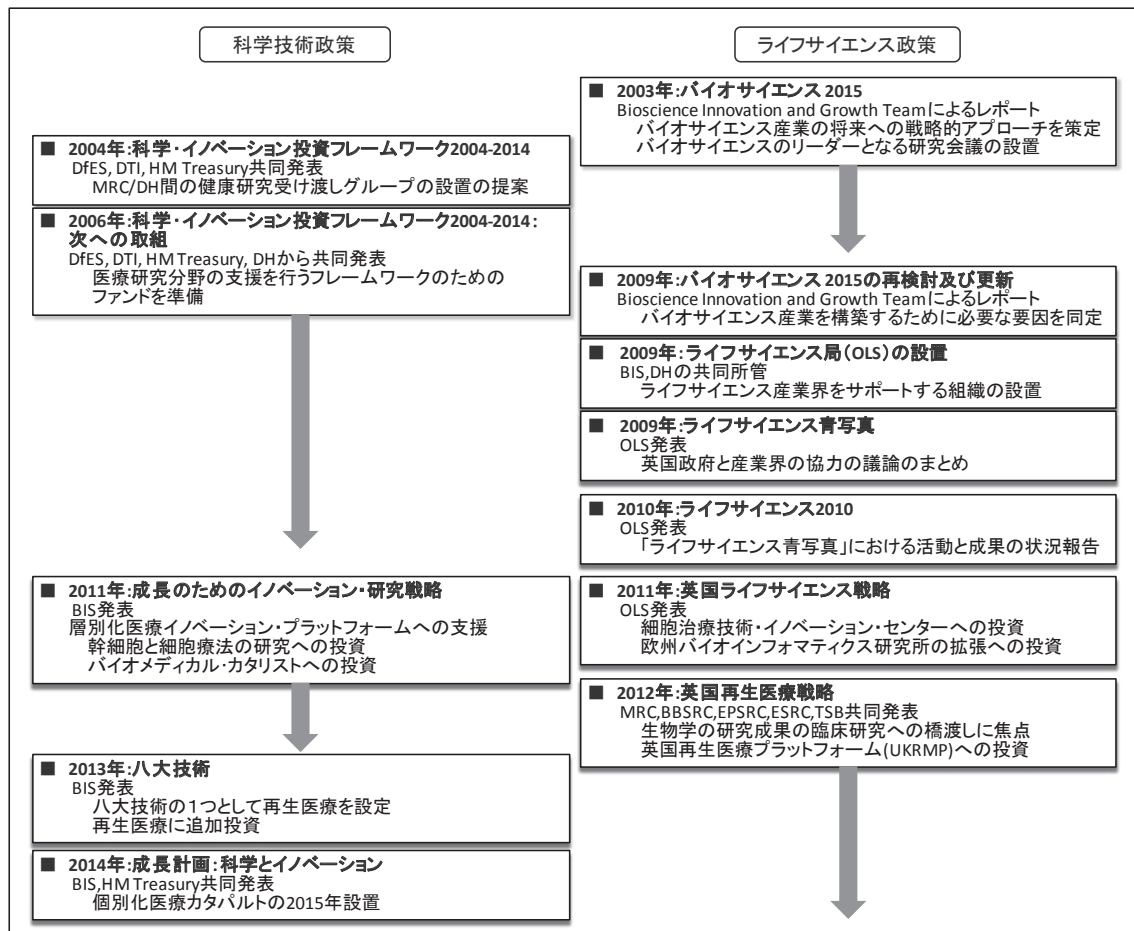 科学技術政策
■ 2004年:科学・イノベーション投資フレームワーク2004-2014
DfES, DTI, HM Treasury共同発表
MRC/DH間の健康研究受け渡しグループの設置の提案
■ 2006年:科学・イノベーション投資フレームワーク2004-2014:
次への取組
DfES, DTI, HM Treasury, DHから共同発表
医療研究分野の支援を行うフレームワークのための
ファンドを準備
■ 2011年:成長のためのイノベーション・研究戦略
BIS発表
層別化医療イノベーション・プラットフォームへの支援
幹細胞と細胞療法の研究への投資
バイオメディカル・カタリストへの投資
■ 2013年:八大技術
BIS発表
八大技術の1つとして再生医療を設定
再生医療に追加投資
■ 2014年:成長計画:科学とイノベーション
BIS,HM Treasury共同発表
個別化医療カタパルトの2015年設置
ライフサイエンス政策
■ 2003年:バイオサイエンス2015
Bioscience Innovation and Growth Teamによるレポート
バイオサイエンス産業の将来への戦略的アプローチを策定
バイオサイエンスのリーダーとなる研究会議の設置
■ 2009年:バイオサイエンス2015の再検討及び更新
Bioscience Innovation and Growth Teamによるレポート
バイオサイエンス産業を構築するために必要な要因を同定
■ 2009年:ライフサイエンス局(OLS)の設置
BIS,DHの共同所管
ライフサイエンス産業界をサポートする組織の設置
■ 2009年:ライフサイエンス青写真
OLS発表
英国政府と産業界の協力の議論のまとめ
■ 2010年:ライフサイエンス2010
OLS発表
「ライフサイエンス青写真」における活動と成果の状況報告
■ 2011年:英国ライフサイエンス戦略
OLS発表
細胞治療技術・イノベーション・センターへの投資
欧州バイオインフォマティクス研究所の拡張への投資
■ 2012年:英国再生医療戦略
MRC,BBSRC,EPSRC,ESRC,TSB共同発表
生物学の研究成果の臨床研究への橋渡しに焦点
英国再生医療プラットフォーム(UKRMP)への投資